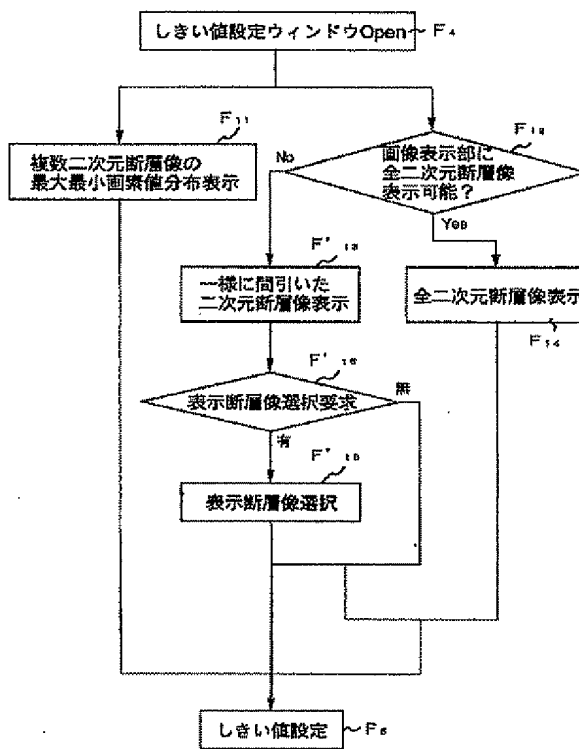 しきい値設定ウィンドウOpen
F₄
F₁₁
複数二次元断層像の
最大最小画素値分布表示
画像表示部に
全二次元断層像
表示可能？
No
Yes
一様に間引いた
二次元断層像表示
全二次元断層像表示
F₁₄
表示断層像選択要求
無
有
表示断層像選択
しきい値設定